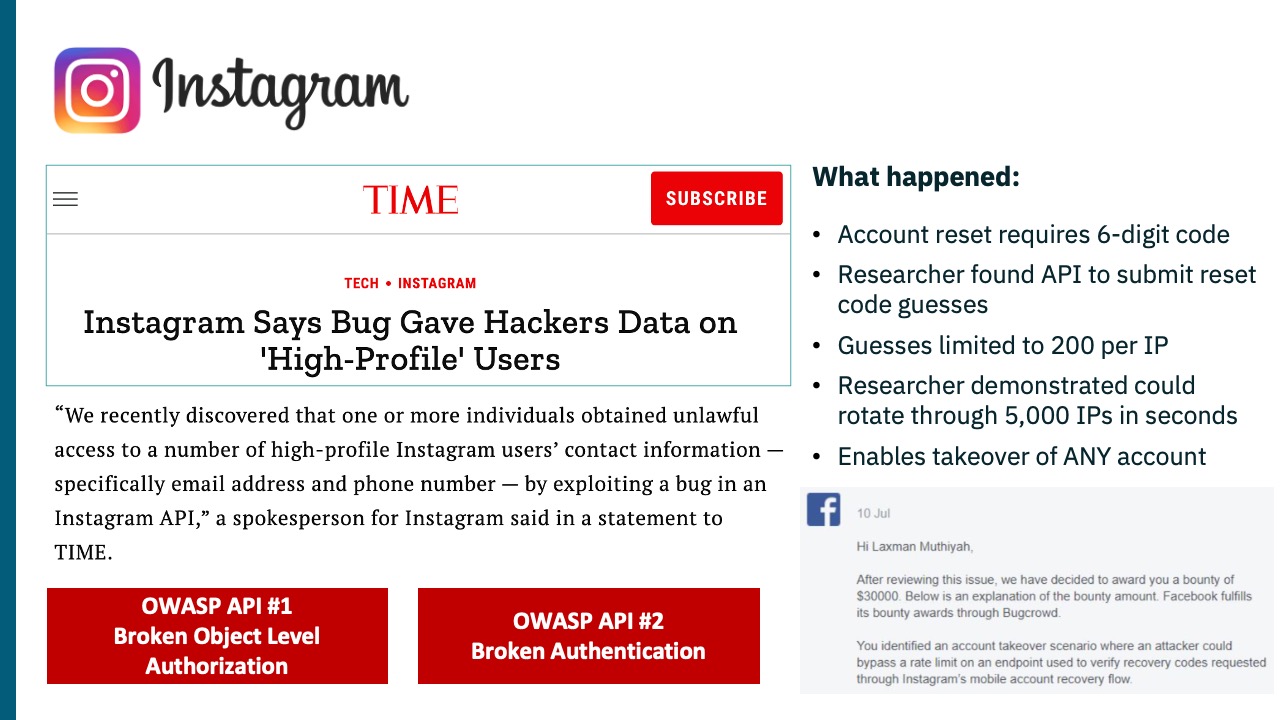 Instagram
TIME
SUBSCRIBE
TECH • INSTAGRAM
Instagram Says Bug Gave Hackers Data on
'High-Profile' Users
“We recently discovered that one or more individuals obtained unlawful
access to a number of high-profile Instagram users’ contact information —
specifically email address and phone number — by exploiting a bug in an
Instagram API,” a spokesperson for Instagram said in a statement to
TIME.
OWASP API #1
Broken Object Level
Authorization
OWASP API #2
Broken Authentication
What happened:
• Account reset requires 6-digit code
• Researcher found API to submit reset
code guesses
• Guesses limited to 200 per IP
• Researcher demonstrated could
rotate through 5,000 IPs in seconds
• Enables takeover of ANY account
10 Jul
Hi Laxman Muthiyah,
After reviewing this issue, we have decided to award you a bounty of
$30000. Below is an explanation of the bounty amount. Facebook fulfills
its bounty awards through Bugcrowd.
You identified an account takeover scenario where an attacker could
bypass a rate limit on an endpoint used to verify recovery codes requested
through Instagram's mobile account recovery flow.